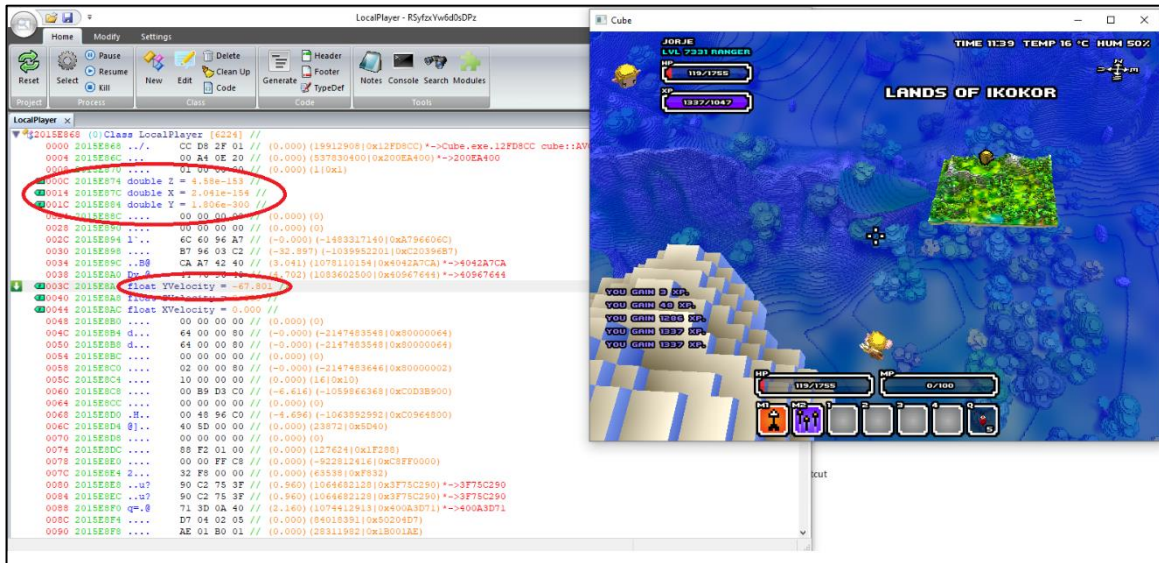 LocalPlayer - RSyfzxYw6d0sDPz
Home Modify Settings
Reset
Select
Pause
Resume
Kill
New
Edit
Delete
Clean Up
Code
Generate
Header
Footer
TypeDef
Notes Console Search Modules
Project Process Class Code Tools
LocalPlayer x
2015E868 (0)Class LocalPlayer [6224] //
0000 2015E868 ../. CC D8 2F 01 // (0.000)(19912908|0x12FD8CC)*->Cube.exe.12FD8CC
0004 2015E86C ... 00 A4 0E 20 // (0.000)(537830400|0x200EA400)*->200EA400
(0.000)(1|0x1)
000C 2015E874 double Z = 4.58e-153 //
0014 2015E87C double X = 2.041e-154 //
001C 2015E884 double Y = 1.806e-300 //
(0.000)(0)
0028 2015E890 .... 00 00 00 00 // (0.000)(0)
002C 2015E894 l`.. 6C 60 96 A7 // (-0.000)(-1483317140|0xA796606C)
0030 2015E898 .... B7 96 03 C2 // (-32.897)(-1039952201|0xC20396B7)
0034 2015E89C ..B@ CA A7 42 40 // (3.041)(1078110154|0x4042A7CA)*->4042A7CA
0038 2015E8A0 (4.702)(1083602500|0x40967644)*->40967644
003C float YVelocity = -67.801 //
0040 2015E8A8
0044 2015E8AC float XVelocity = 0.000 //
0048 2015E8B0 .... 00 00 00 00 // (0.000)(0)
004C 2015E8B4 d... 64 00 00 80 // (-0.000)(-2147483548|0x80000064)
0050 2015E8B8 d... 64 00 00 80 // (-0.000)(-2147483548|0x80000064)
0054 2015E8BC .... 00 00 00 00 // (0.000)(0)
0058 2015E8C0 .... 02 00 00 80 // (-0.000)(-2147483646|0x80000002)
005C 2015E8C4 .... 10 00 00 00 // (0.000)(16|0x10)
0060 2015E8C8 .... 00 B9 D3 C0 // (-6.616)(-1059866368|0xC0D3B900)
0064 2015E8CC .... 00 00 00 00 // (0.000)(0)
0068 2015E8D0 .H.. 00 48 96 C0 // (-4.696)(-1063892992|0xC0964800)
006C 2015E8D4 @].. 40 5D 00 00 // (0.000)(23872|0x5D40)
0070 2015E8D8 .... 00 00 00 00 // (0.000)(0)
0074 2015E8DC .... 88 F2 01 00 // (0.000)(127624|0x1F288)
0078 2015E8E0 .... 00 00 FF C8 // (0.000)(-922812416|0xC8FF0000)
007C 2015E8E4 2... 32 F8 00 00 // (0.000)(63538|0xF832)
0080 2015E8E8 ..u? 90 C2 75 3F // (0.960)(1064682128|0x3F75C290)*->3F75C290
0084 2015E8EC ..u? 90 C2 75 3F // (0.960)(1064682128|0x3F75C290)*->3F75C290
0088 2015E8F0 q=.@ 71 3D 0A 40 // (2.160)(1074412913|0x400A3D71)*->400A3D71
008C 2015E8F4 .... D7 04 02 05 // (0.000)(84018391|0x50204D7)
0090 2015E8F8 .... AE 01 B0 01 // (0.000)(28311982|0x1B001AE)
Cube
JORJE
LVL 7331 RANGER
HP
119/1755
XP
1337/1047
TIME 11:39 TEMP 16 °C HUM 50%
LANDS OF IKOKOR
YOU GAIN 3 XP.
YOU GAIN 48 XP.
YOU GAIN 1286 XP.
YOU GAIN 1337 XP.
YOU GAIN 1337 XP.
HP MP
119/1755 0/100
M1 M2 1 2 3 4 Q
5
tcut